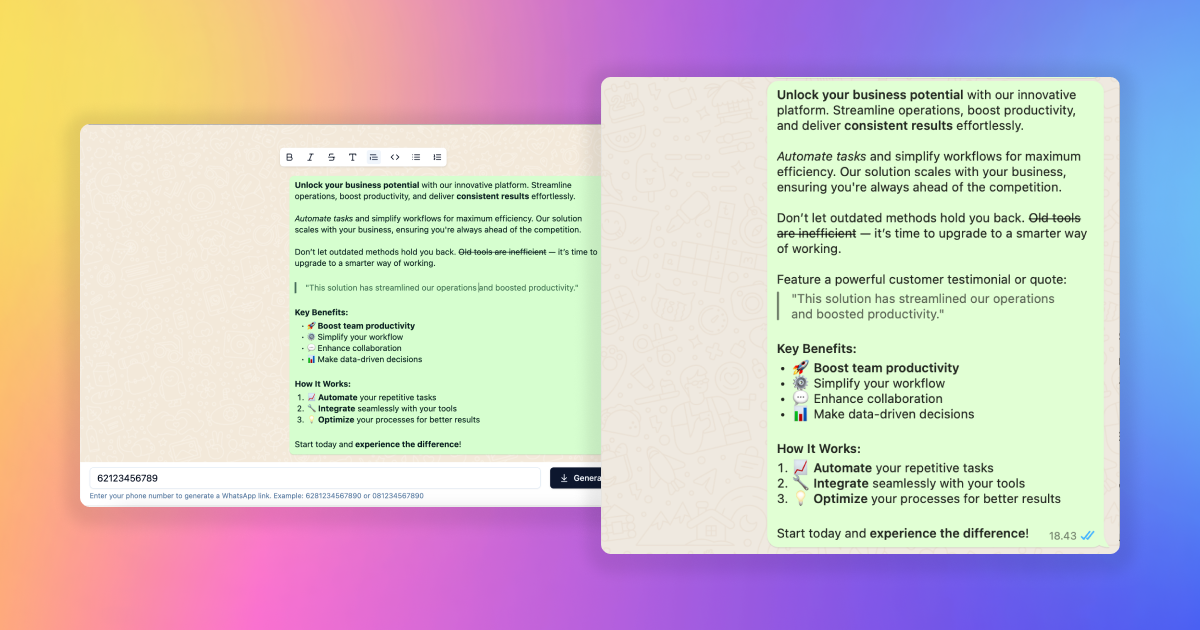 B I S T <>
Unlock your business potential with our innovative platform. Streamline
operations, boost productivity, and deliver consistent results effortlessly.
Automate tasks and simplify workflows for maximum efficiency. Our solution
scales with your business, ensuring you're always ahead of the competition.
Don't let outdated methods hold you back. Old tools are inefficient — it's time to
upgrade to a smarter way of working.
"This solution has streamlined our operations and boosted productivity."
Key Benefits:
• 🚀 Boost team productivity
• ⚙️ Simplify your workflow
• 💬 Enhance collaboration
• 📊 Make data-driven decisions
How It Works:
1. 📈 Automate your repetitive tasks
2. 🔧 Integrate seamlessly with your tools
3. 💡 Optimize your processes for better results
Start today and experience the difference!
62123456789
Genera
Enter your phone number to generate a WhatsApp link. Example: 6281234567890 or 081234567890
Unlock your business potential with our innovative
platform. Streamline operations, boost productivity,
and deliver consistent results effortlessly.
Automate tasks and simplify workflows for maximum
efficiency. Our solution scales with your business,
ensuring you're always ahead of the competition.
Don't let outdated methods hold you back. Old tools
are inefficient — it's time to upgrade to a smarter way
of working.
Feature a powerful customer testimonial or quote:
"This solution has streamlined our operations
and boosted productivity."
Key Benefits:
• 🚀 Boost team productivity
• ⚙️ Simplify your workflow
• 💬 Enhance collaboration
• 📊 Make data-driven decisions
How It Works:
1. 📈 Automate your repetitive tasks
2. 🔧 Integrate seamlessly with your tools
3. 💡 Optimize your processes for better results
Start today and experience the difference!
18.43